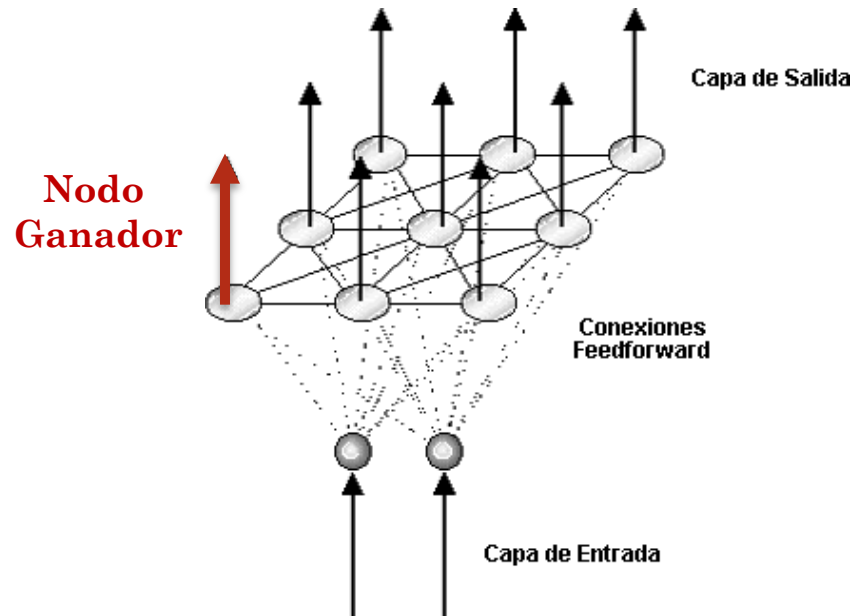 Capa de Salida
Nodo
Ganador
Conexiones
Feedforward
Capa de Entrada